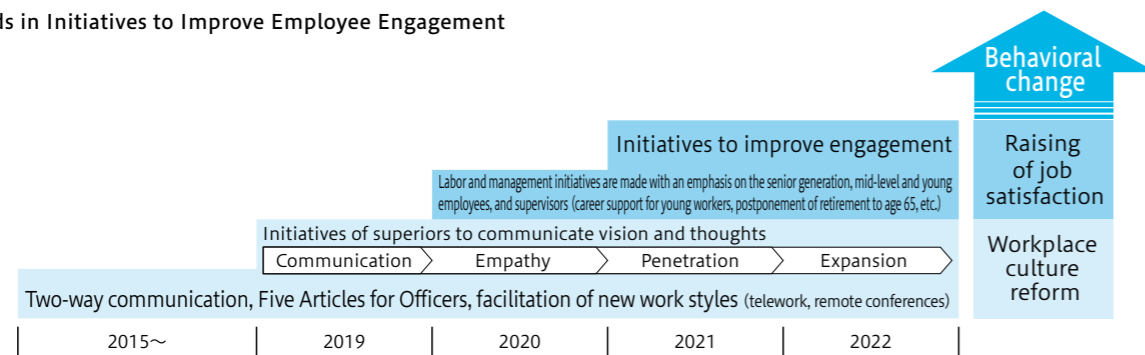 ds in Initiatives to Improve Employee Engagement
Behavioral
change
Initiatives to improve engagement
Raising
of job
satisfaction
Labor and management initiatives are made with an emphasis on the senior generation, mid-level and young
employees, and supervisors (career support for young workers, postponement of retirement to age 65, etc.)
Initiatives of superiors to communicate vision and thoughts
Communication
Empathy
Penetration
Expansion
Workplace
culture
reform
Two-way communication, Five Articles for Officers, facilitation of new work styles (telework, remote conferences)
2015～
2019
2020
2021
2022